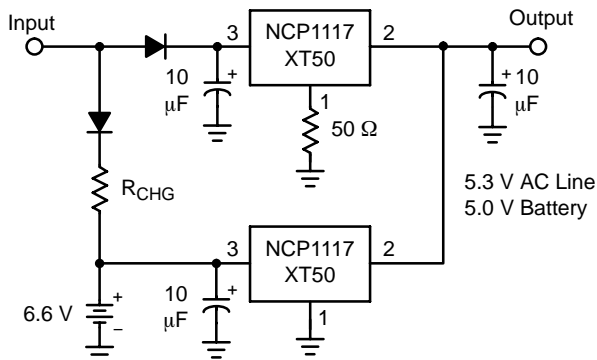 Input
Output
3
NCP1117
XT50
2
10
μF
+
1
50 Ω
+
10
μF
R_CHG
5.3 V AC Line
5.0 V Battery
3
NCP1117
XT50
2
6.6 V
+
−
10
μF
+
1